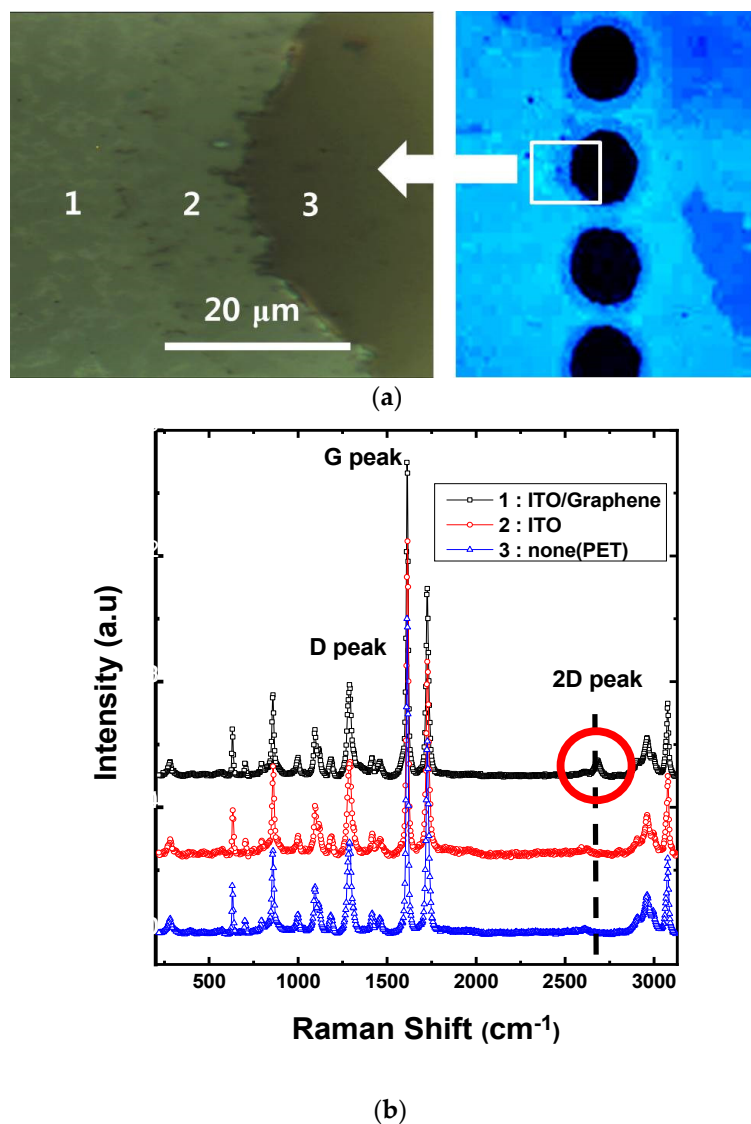 1 2 3
20 μm
(a)
G peak
1 : ITO/Graphene
2 : ITO
3 : none(PET)
D peak
2D peak
Intensity (a.u)
500 1000 1500 2000 2500 3000
Raman Shift (cm-1)
(b)